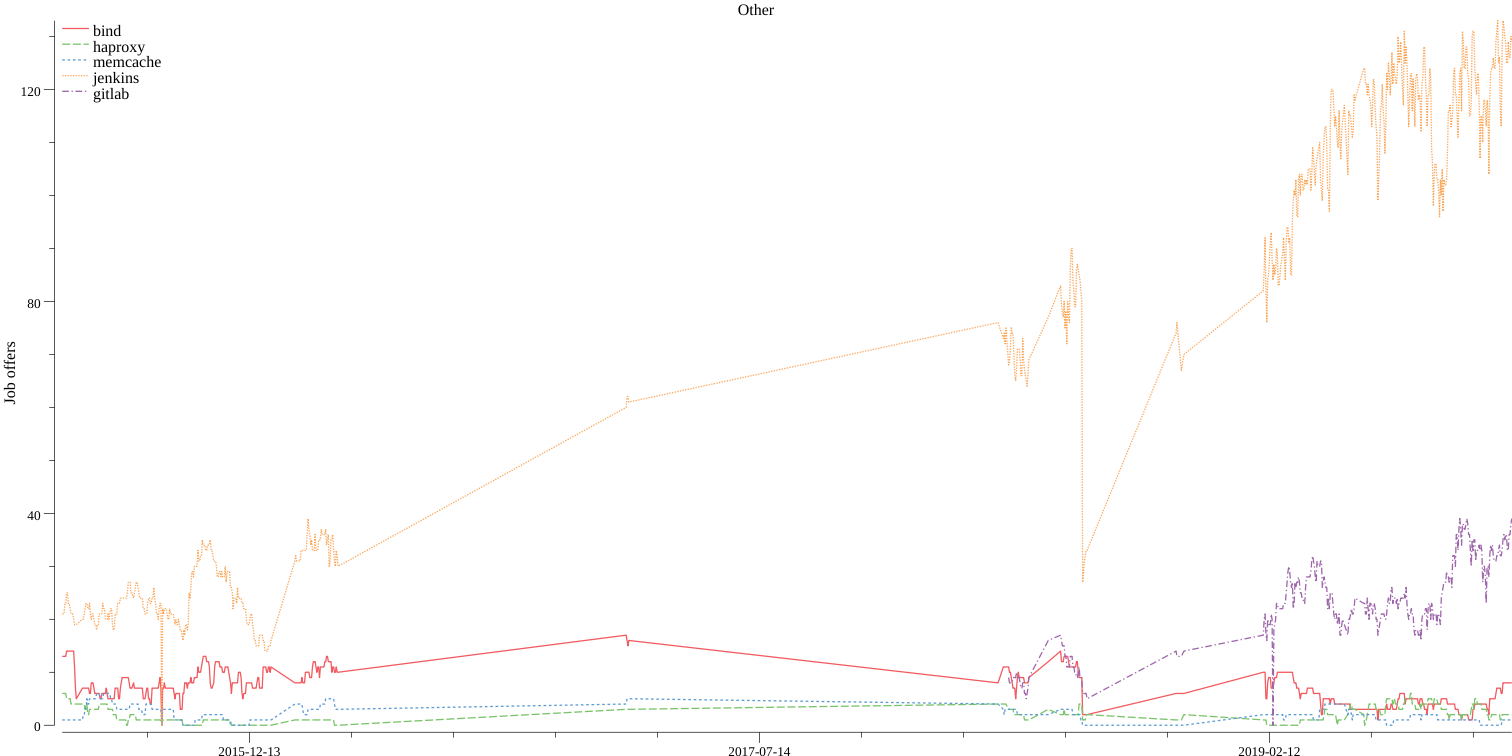 Other
bind
haproxy
memcache
jenkins
gitlab
120
80
Job offers
40
0
2015-12-13
2017-07-14
2019-02-12